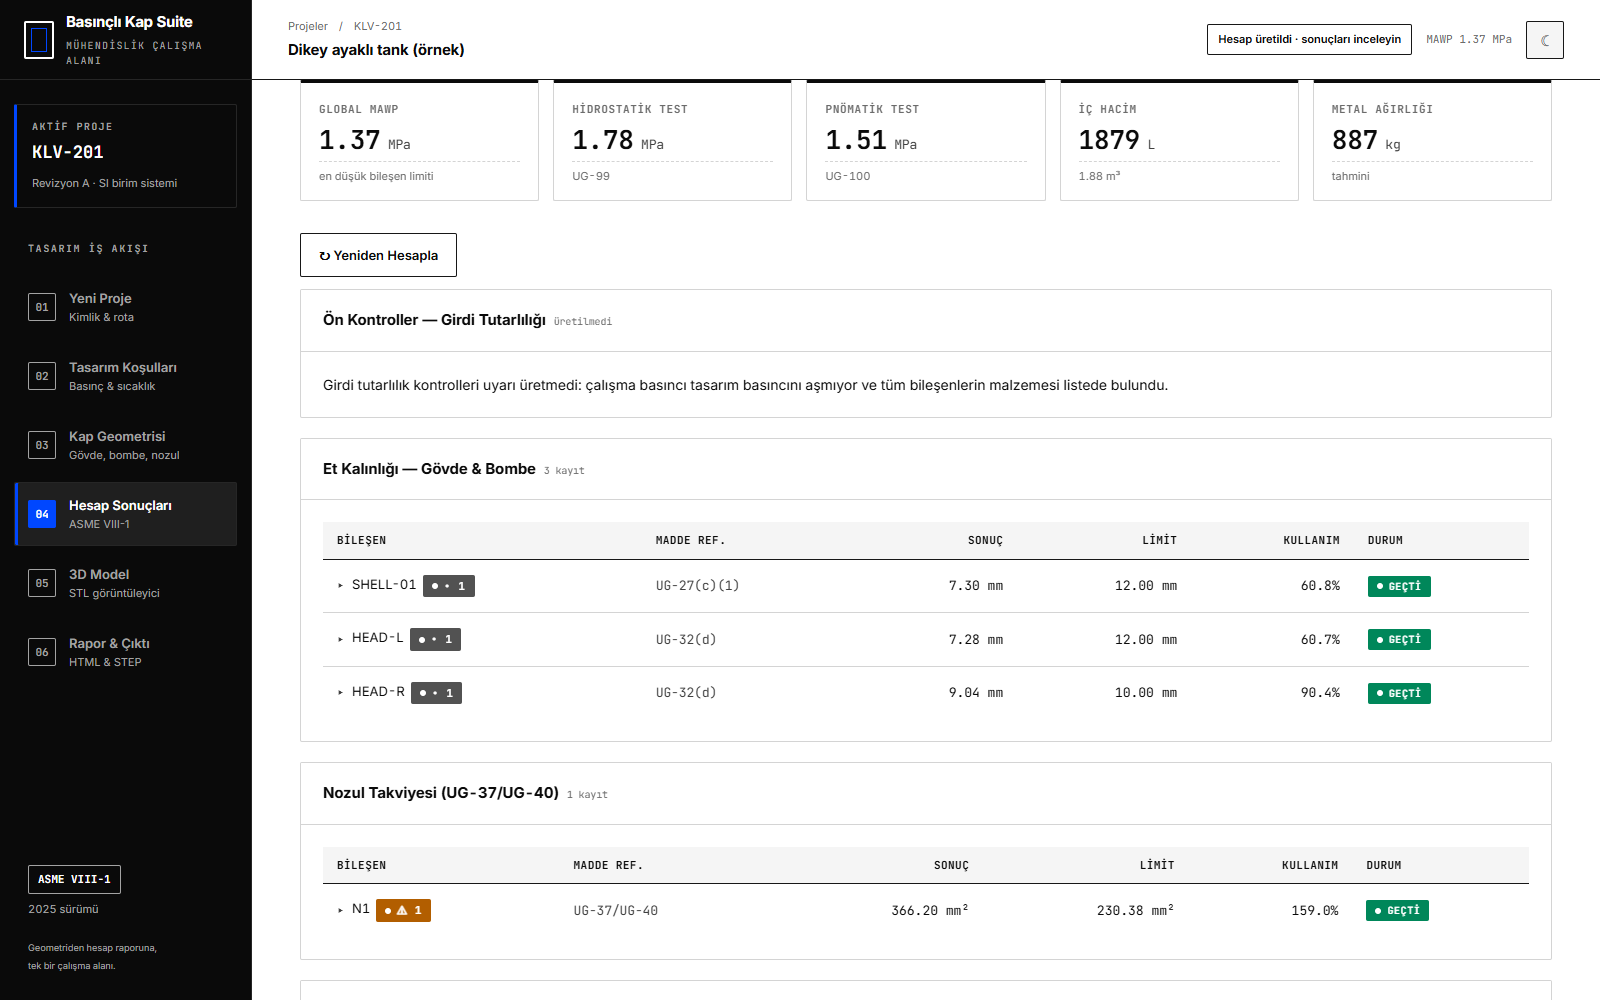 Basınçlı Kap Suite
MÜHENDİSLİK ÇALIŞMA
ALANI
AKTİF PROJE
KLV-201
Revizyon A · SI birim sistemi
TASARIM İŞ AKIŞI
01
Yeni Proje
Kimlik & rota
02
Tasarım Koşulları
Basınç & sıcaklık
03
Kap Geometrisi
Gövde, bombe, nozul
04
Hesap Sonuçları
ASME VIII-1
05
3D Model
STL görüntüleyici
06
Rapor & Çıktı
HTML & STEP
ASME VIII-1
2025 sürümü
Geometriden hesap raporuna,
tek bir çalışma alanı.
Projeler / KLV-201
Dikey ayaklı tank (örnek)
Hesap üretildi · sonuçları inceleyin
MAWP 1.37 MPa
☾
GLOBAL MAWP
1.37 MPa
en düşük bileşen limiti
HİDROSTATİK TEST
1.78 MPa
UG-99
PNÖMATİK TEST
1.51 MPa
UG-100
İÇ HACİM
1879 L
1.88 m³
METAL AĞIRLIĞI
887 kg
tahmini
↻ Yeniden Hesapla
Ön Kontroller — Girdi Tutarlılığı üretilmedi
Girdi tutarlılık kontrolleri uyarı üretmedi: çalışma basıncı tasarım basıncını aşmıyor ve tüm bileşenlerin malzemesi listede bulundu.
Et Kalınlığı — Gövde & Bombe 3 kayıt
BİLEŞEN MADDE REF. SONUÇ LİMİT KULLANIM DURUM
▸ SHELL-01 ● • 1 UG-27(c)(1) 7.30 mm 12.00 mm 60.8% ● GEÇTİ
▸ HEAD-L ● • 1 UG-32(d) 7.28 mm 12.00 mm 60.7% ● GEÇTİ
▸ HEAD-R ● • 1 UG-32(d) 9.04 mm 10.00 mm 90.4% ● GEÇTİ
Nozul Takviyesi (UG-37/UG-40) 1 kayıt
BİLEŞEN MADDE REF. SONUÇ LİMİT KULLANIM DURUM
▸ N1 ● ⚠ 1 UG-37/UG-40 366.20 mm² 230.38 mm² 159.0% ● GEÇTİ